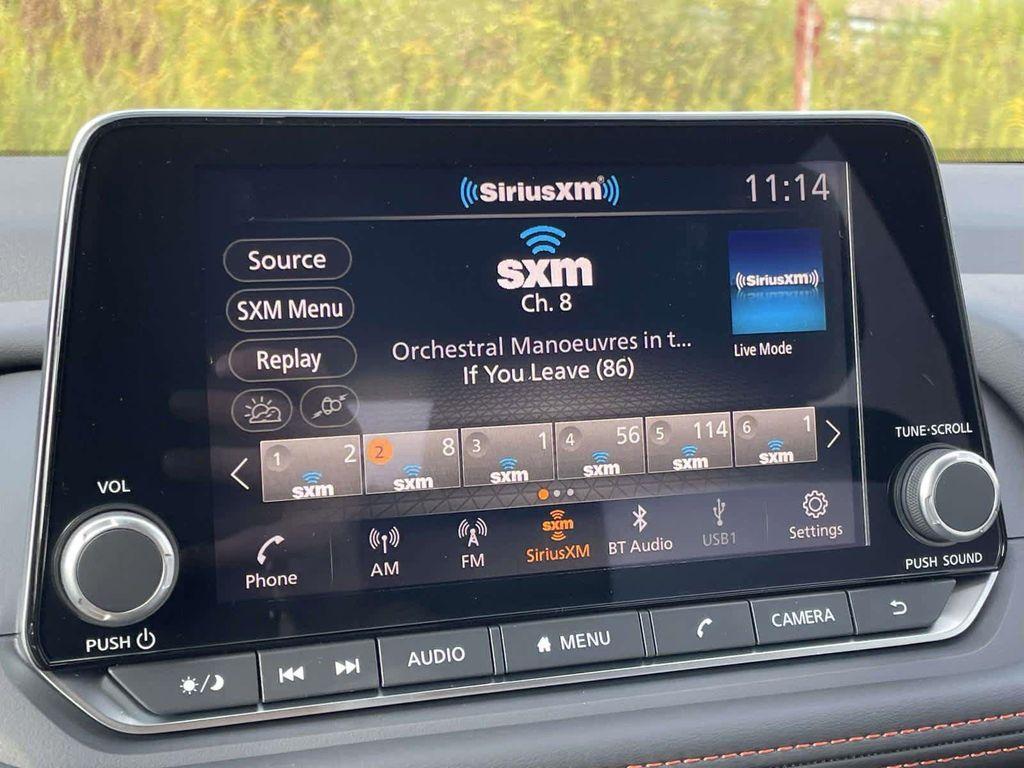 SiriusXM
11:14
Source
SXM Menu
Replay
sxm
Ch. 8
Orchestral Manoeuvres in t...
If You Leave (86)
SiriusXM
Live Mode
1 2 sxm
2 8 sxm
3 1 sxm
4 56 sxm
5 114 sxm
6 1 sxm
Phone
AM
FM
sxm
SiriusXM
BT Audio
USB1
Settings
VOL
PUSH
TUNE·SCROLL
PUSH SOUND
AUDIO
MENU
CAMERA